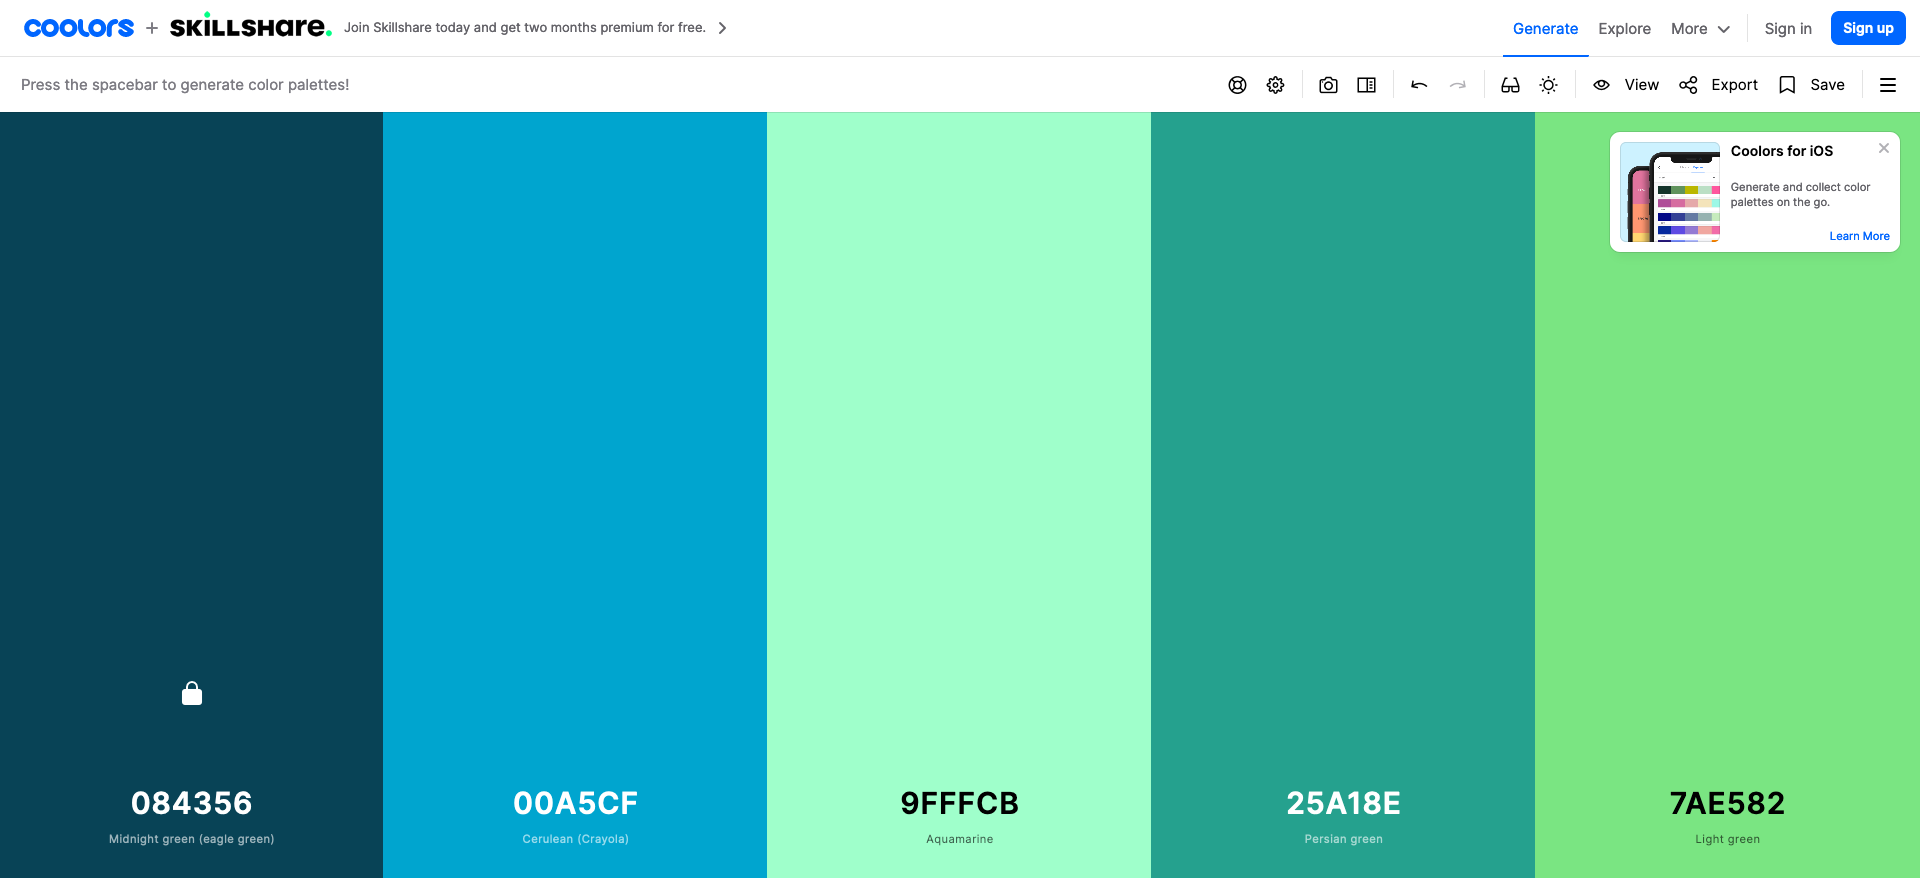 coolors + SKILLSHARE. Join Skillshare today and get two months premium for free.
Generate Explore More Sign in Sign up
Press the spacebar to generate color palettes!
View Export Save
Coolors for iOS
Generate and collect color
palettes on the go.
Learn More
084356
Midnight green (eagle green)
00A5CF
Cerulean (Crayola)
9FFFCB
Aquamarine
25A18E
Persian green
7AE582
Light green